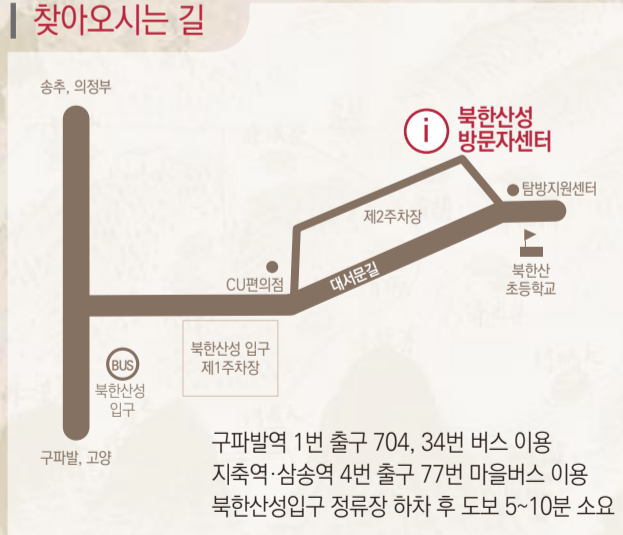 찾아오시는 길
송추, 의정부
북한산성
방문자센터
탐방지원센터
제2주차장
대서문길
CU편의점
북한산
초등학교
북한산성 입구
제1주차장
BUS
북한산성
입구
구파발, 고양
구파발역 1번 출구 704, 34번 버스 이용
지축역·삼송역 4번 출구 77번 마을버스 이용
북한산성입구 정류장 하차 후 도보 5~10분 소요